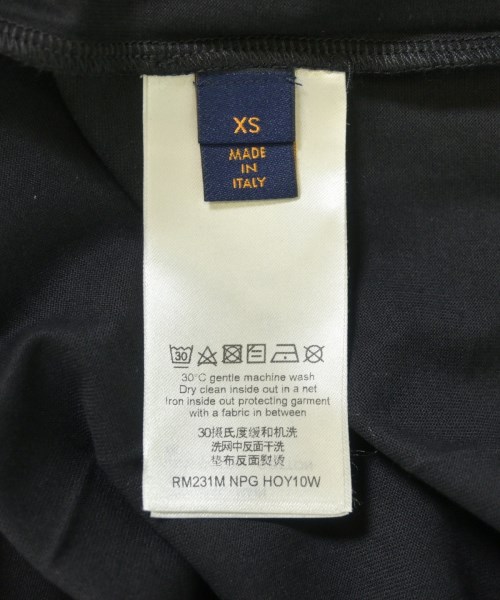 XS
MADE
IN
ITALY
30
30°C gentle machine wash
Dry clean inside out in a net
Iron inside out protecting garment
with a fabric in between
30摄氏度缓和机洗
洗网中反面干洗
垫布反面熨烫
RM231M NPG HOY10W